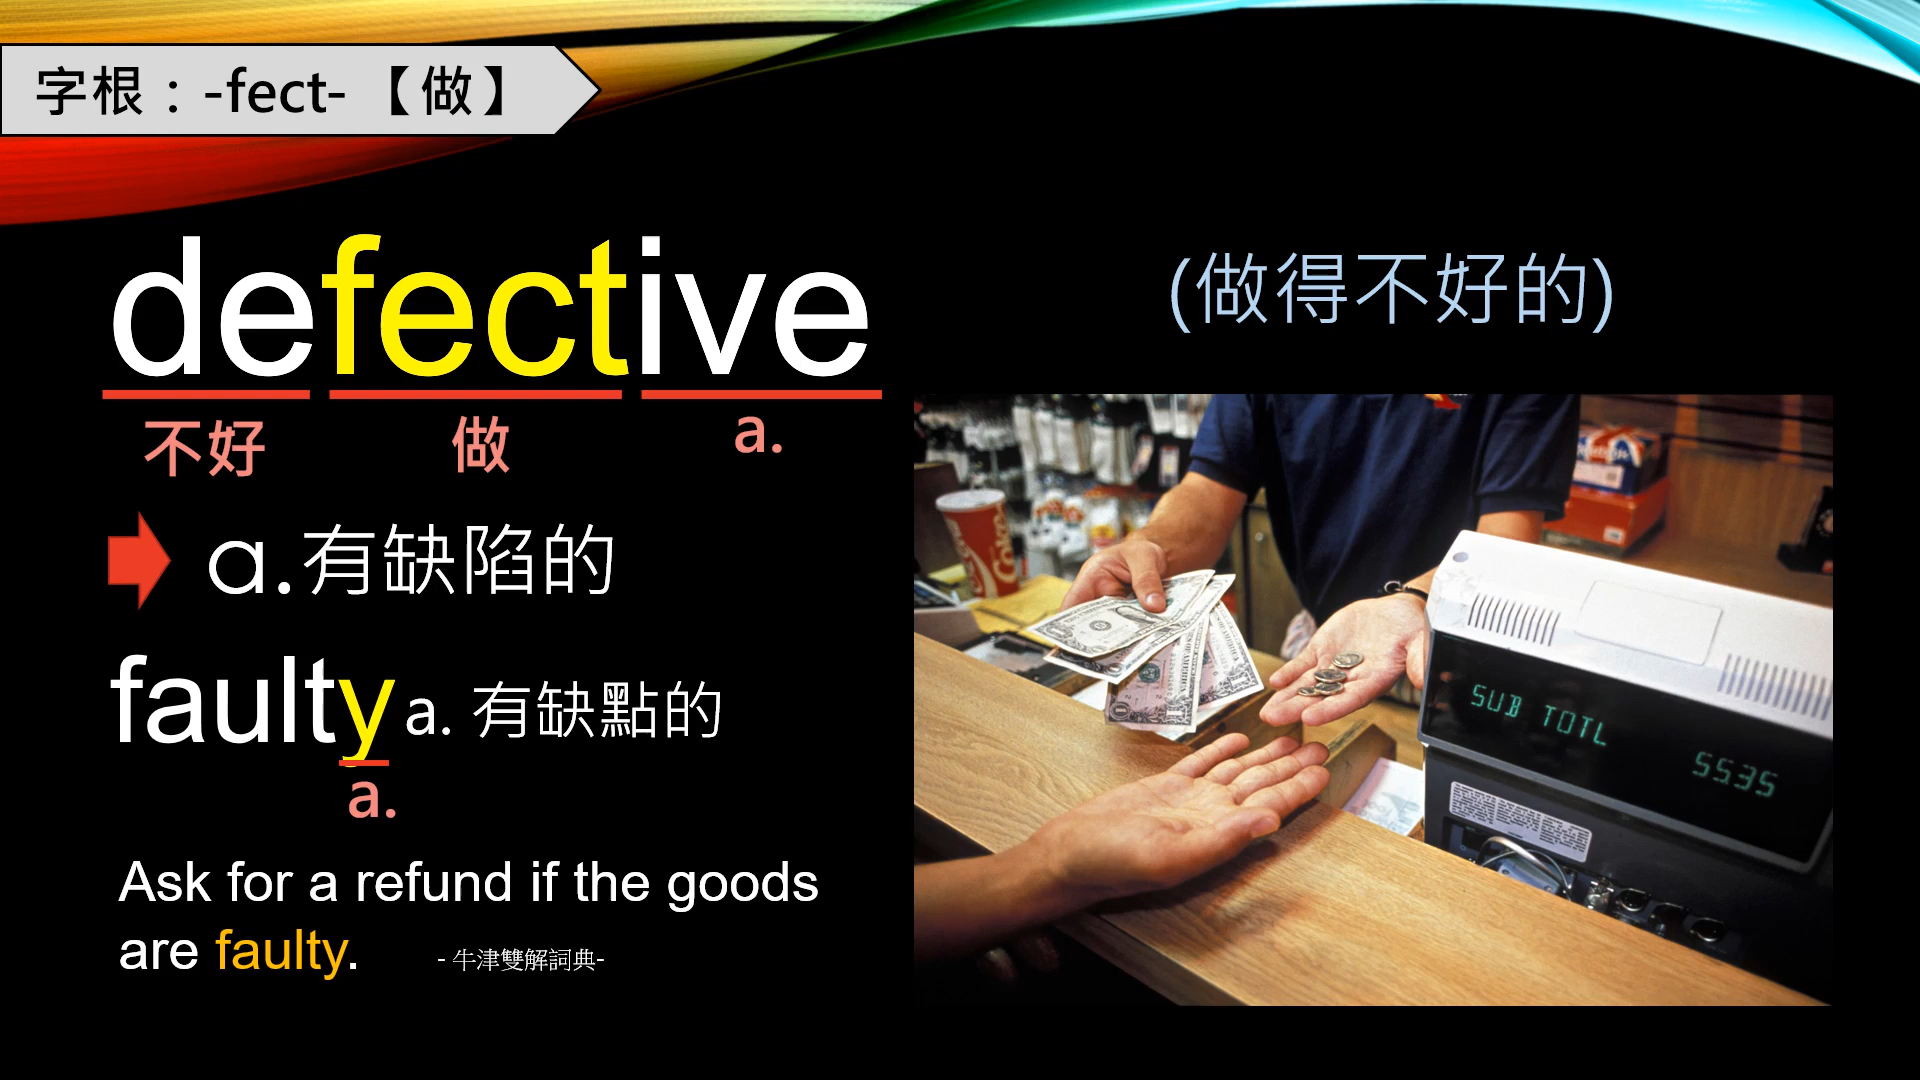 字根：-fect-【做】
defective
(做得不好的)
不好 做 a.
a.有缺陷的
faulty a. 有缺點的
a.
Ask for a refund if the goods
are faulty.
- 牛津雙解詞典-
Coke
SUB TOTL
5535